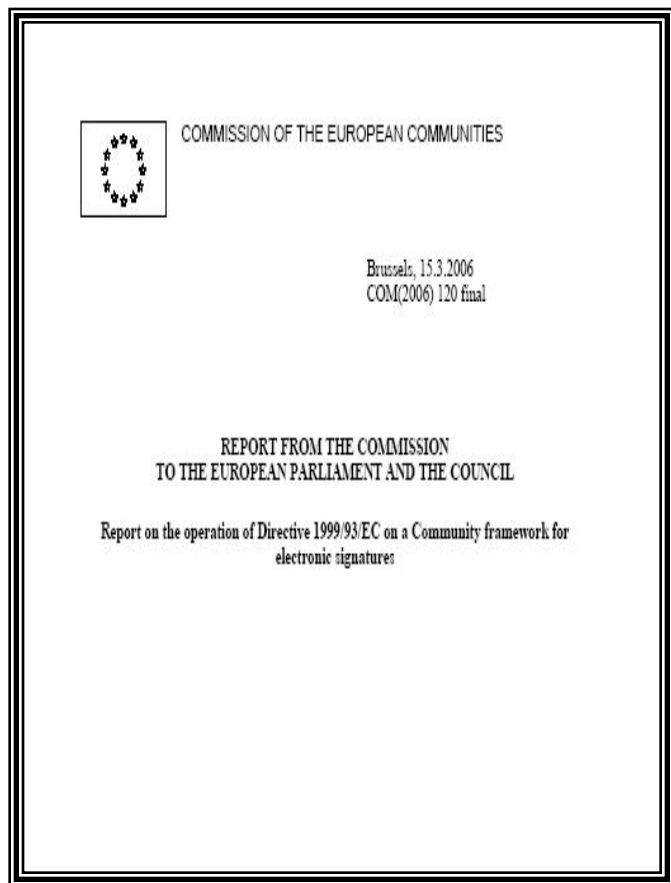 COMMISSION OF THE EUROPEAN COMMUNITIES
Brussels, 15.3.2006
COM(2006) 120 final
REPORT FROM THE COMMISSION
TO THE EUROPEAN PARLIAMENT AND THE COUNCIL
Report on the operation of Directive 1999/93/EC on a Community framework for
electronic signatures